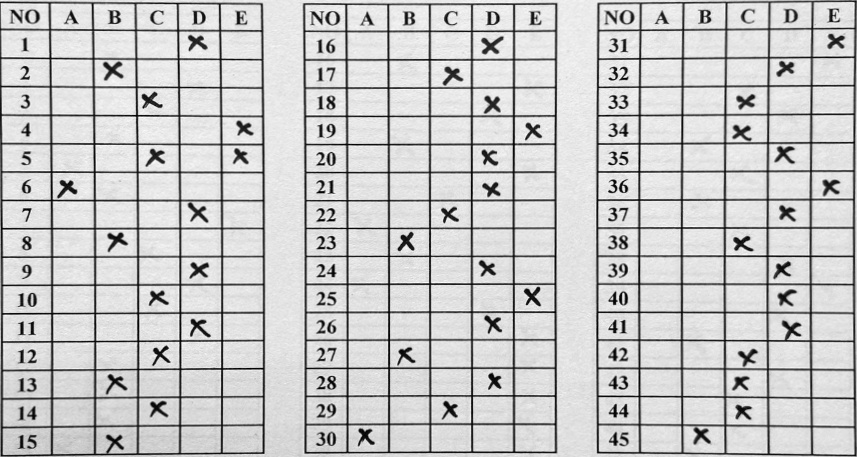 NO A B C D E
1 X
2 X
3 X
4 X
5 X X
6 X
7 X
8 X
9 X
10 X
11 X
12 X
13 X
14 X
15 X
NO A B C D E
16 X
17 X
18 X
19 X
20 X
21 X
22 X
23 X
24 X
25 X
26 X
27 X
28 X
29 X
30 X
NO A B C D E
31 X
32 X
33 X
34 X
35 X
36 X
37 X
38 X
39 X
40 X
41 X
42 X
43 X
44 X
45 X